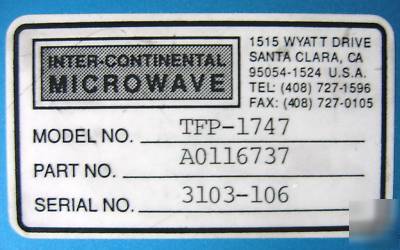 INTER-CONTINENTAL
MICROWAVE
1515 WYATT DRIVE
SANTA CLARA, CA
95054-1524 U.S.A.
TEL: (408) 727-1596
FAX: (408) 727-0105
MODEL NO. TFP-1747
PART NO. A0116737
SERIAL NO. 3103-106